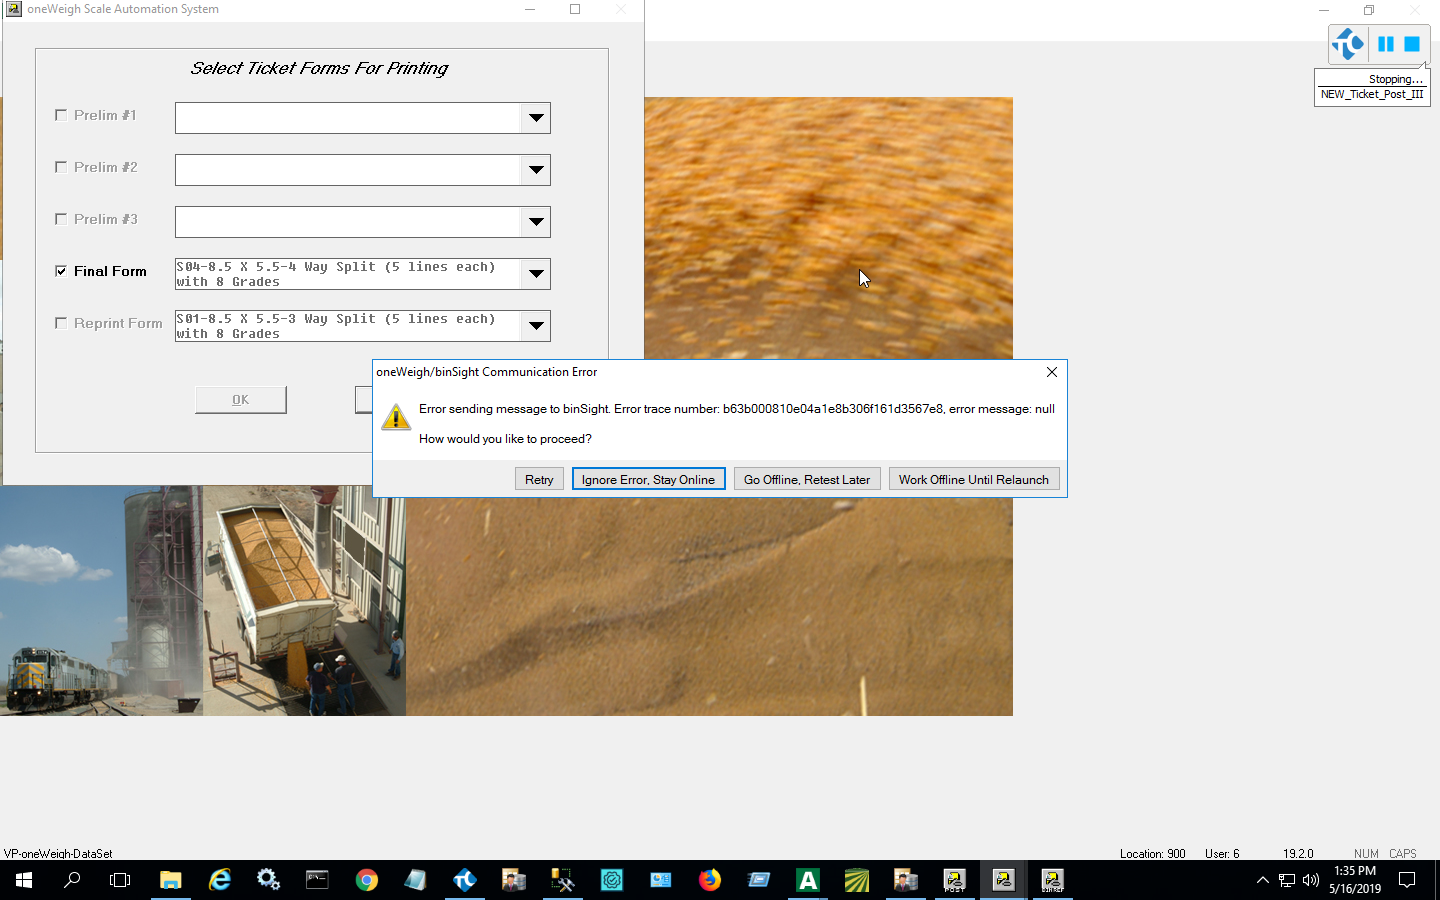 oneWeigh Scale Automation System
Stopping...
NEW_Ticket_Post_III
Select Ticket Forms For Printing
Prelim #1
Prelim #2
Prelim #3
Final Form
S04-8.5 X 5.5-4 Way Split (5 lines each)
with 8 Grades
Reprint Form
S01-8.5 X 5.5-3 Way Split (5 lines each)
with 8 Grades
OK
oneWeigh/binSight Communication Error
Error sending message to binSight. Error trace number: b63b000810e04a1e8b306f161d3567e8, error message: null
How would you like to proceed?
Retry
Ignore Error, Stay Online
Go Offline, Retest Later
Work Offline Until Relaunch
VP-oneWeigh-DataSet
Location: 900
User: 6
19.2.0
NUM
CAPS
POST
1:35 PM
5/16/2019